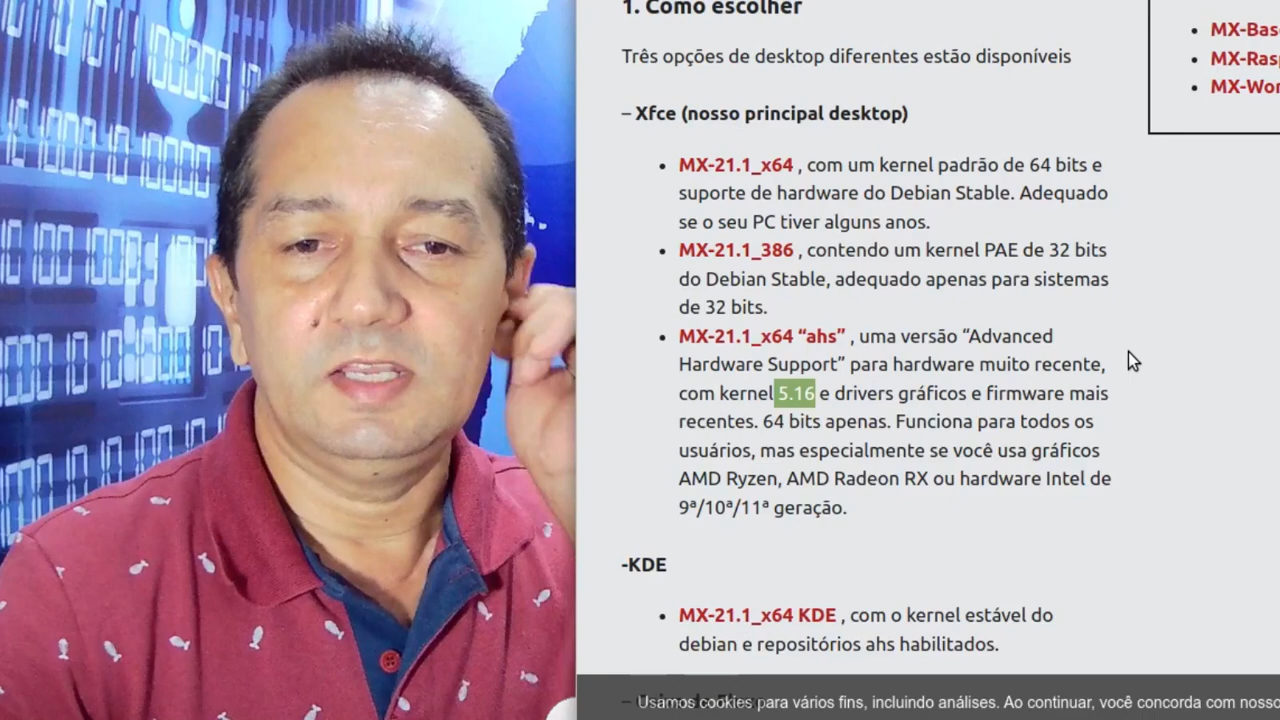 1. Como escolher
Três opções de desktop diferentes estão disponíveis
– Xfce (nosso principal desktop)
• MX-21.1_x64 , com um kernel padrão de 64 bits e
suporte de hardware do Debian Stable. Adequado
se o seu PC tiver alguns anos.
• MX-21.1_386 , contendo um kernel PAE de 32 bits
do Debian Stable, adequado apenas para sistemas
de 32 bits.
• MX-21.1_x64 “ahs” , uma versão “Advanced
Hardware Support” para hardware muito recente,
com kernel 5.16 e drivers gráficos e firmware mais
recentes. 64 bits apenas. Funciona para todos os
usuários, mas especialmente se você usa gráficos
AMD Ryzen, AMD Radeon RX ou hardware Intel de
9ª/10ª/11ª geração.
-KDE
• MX-21.1_x64 KDE , com o kernel estável do
debian e repositórios ahs habilitados.
Usamos cookies para vários fins, incluindo análises. Ao continuar, você concorda com nosso
• MX-Bas
• MX-Ras
• MX-Wor